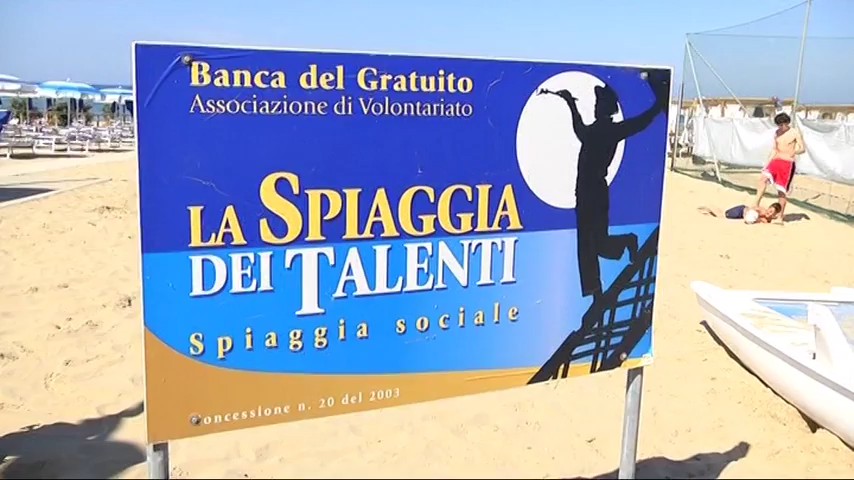 Banca del Gratuito
Associazione di Volontariato
LA SPIAGGIA
DEI TALENTI
Spiaggia sociale
Concessione n. 20 del 2003